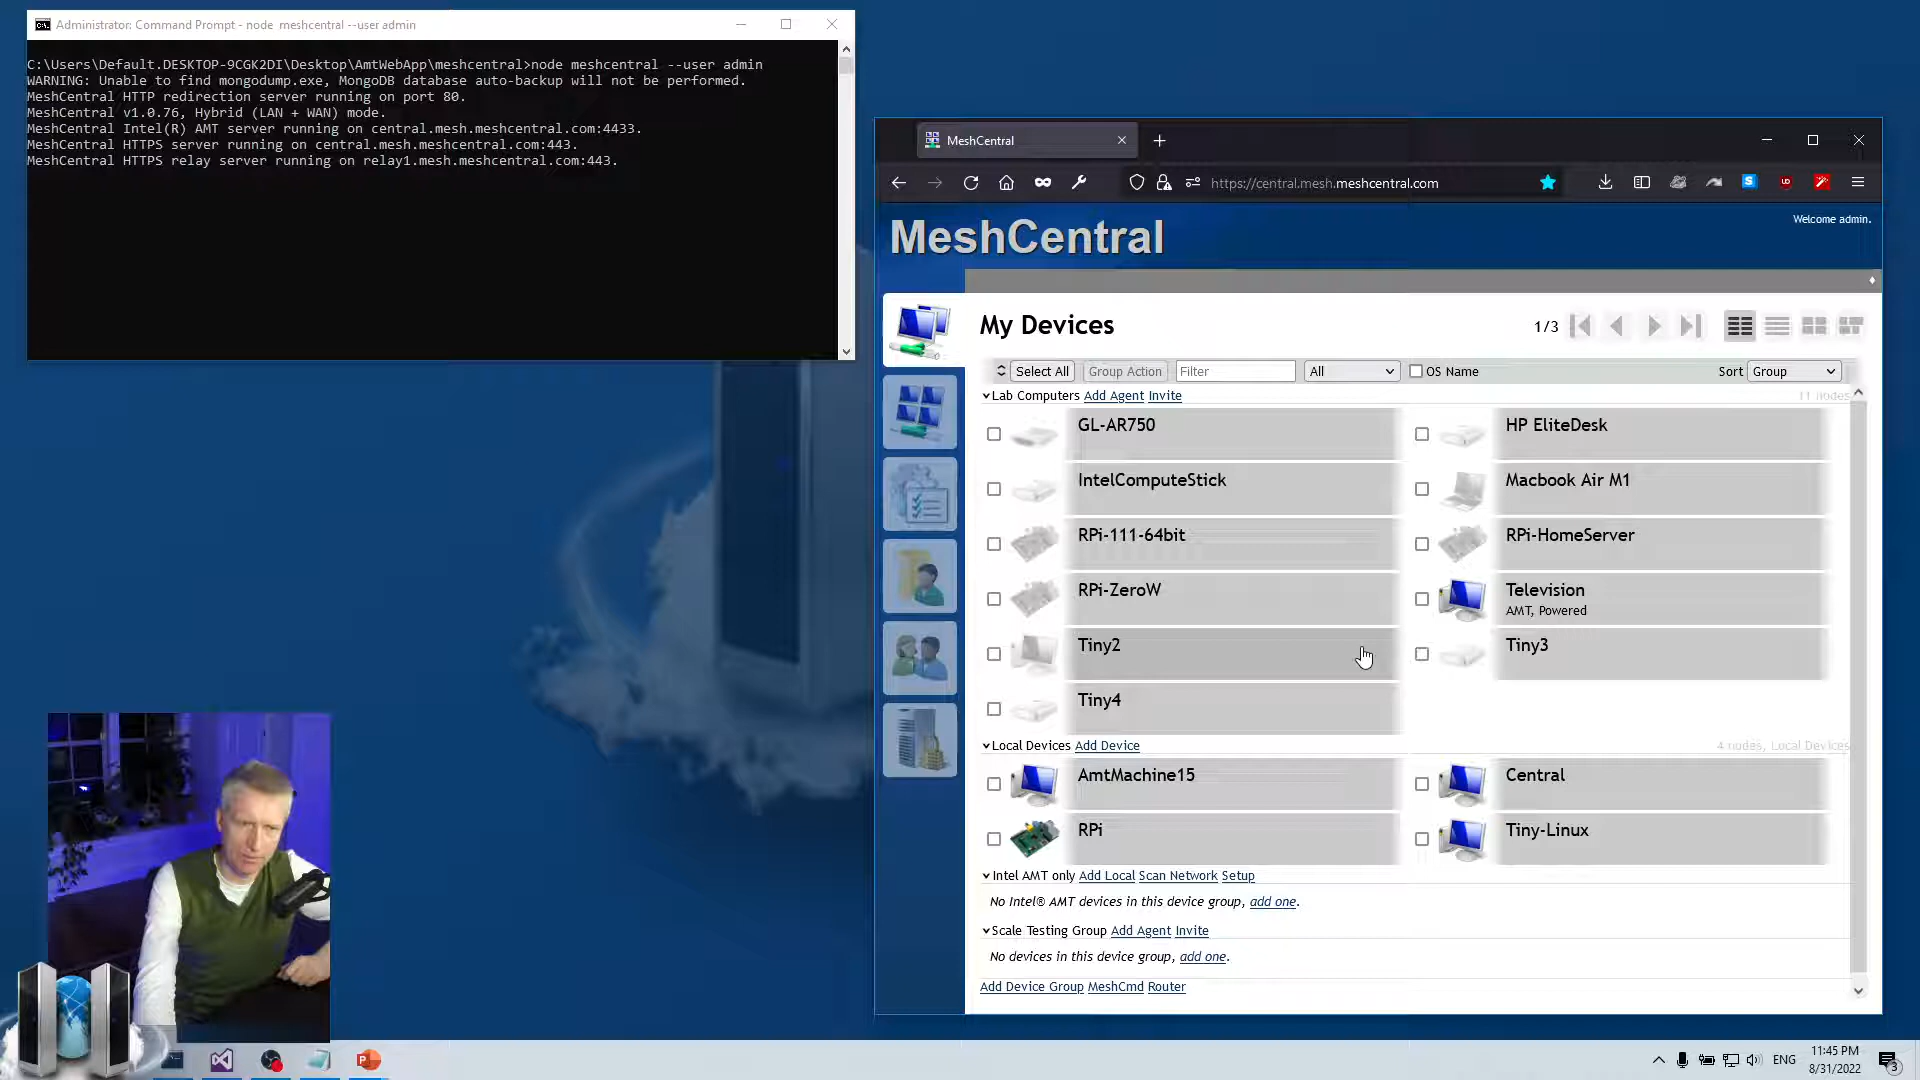 Administrator: Command Prompt - node meshcentral --user admin
C:\Users\Default.DESKTOP-9CGK2DI\Desktop\AmtWebApp\meshcentral>node meshcentral --user admin
WARNING: Unable to find mongodump.exe, MongoDB database auto-backup will not be performed.
MeshCentral HTTP redirection server running on port 80.
MeshCentral v1.0.76, Hybrid (LAN + WAN) mode.
MeshCentral Intel(R) AMT server running on central.mesh.meshcentral.com:4433.
MeshCentral HTTPS server running on central.mesh.meshcentral.com:443.
MeshCentral HTTPS relay server running on relay1.mesh.meshcentral.com:443.
MeshCentral
https://central.mesh.meshcentral.com
MeshCentral
Welcome admin.
My Devices
1/3
Select All Group Action Filter All OS Name Sort Group
Lab Computers Add Agent Invite 11 nodes
GL-AR750 HP EliteDesk
IntelComputeStick Macbook Air M1
RPi-111-64bit RPi-HomeServer
RPi-ZeroW Television
AMT, Powered
Tiny2 Tiny3
Tiny4
Local Devices Add Device 4 nodes, Local Devices
AmtMachine15 Central
RPi Tiny-Linux
Intel AMT only Add Local Scan Network Setup
No Intel® AMT devices in this device group, add one.
Scale Testing Group Add Agent Invite
No devices in this device group, add one.
Add Device Group MeshCmd Router
ENG
11:45 PM
8/31/2022
3